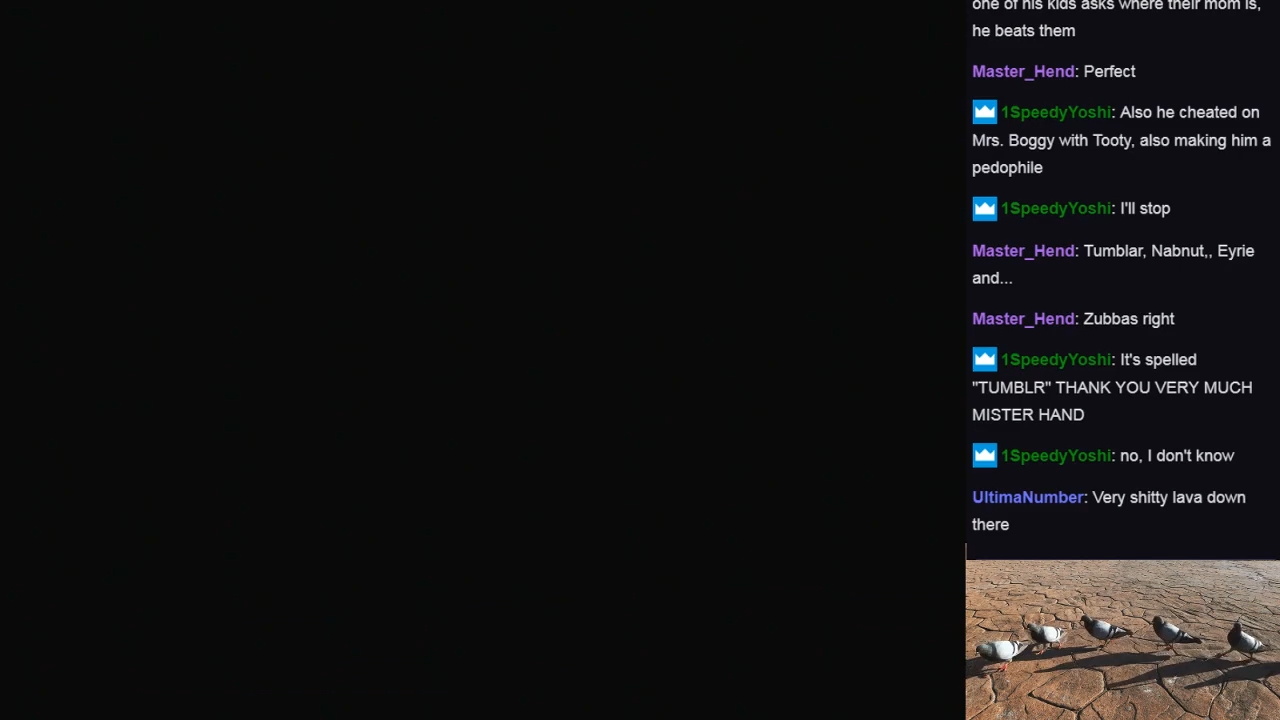 one of his kids asks where their mom is,
he beats them
Master_Hend: Perfect
1SpeedyYoshi: Also he cheated on
Mrs. Boggy with Tooty, also making him a
pedophile
1SpeedyYoshi: I'll stop
Master_Hend: Tumblar, Nabnut,, Eyrie
and...
Master_Hend: Zubbas right
1SpeedyYoshi: It's spelled
"TUMBLR" THANK YOU VERY MUCH
MISTER HAND
1SpeedyYoshi: no, I don't know
UltimaNumber: Very shitty lava down
there